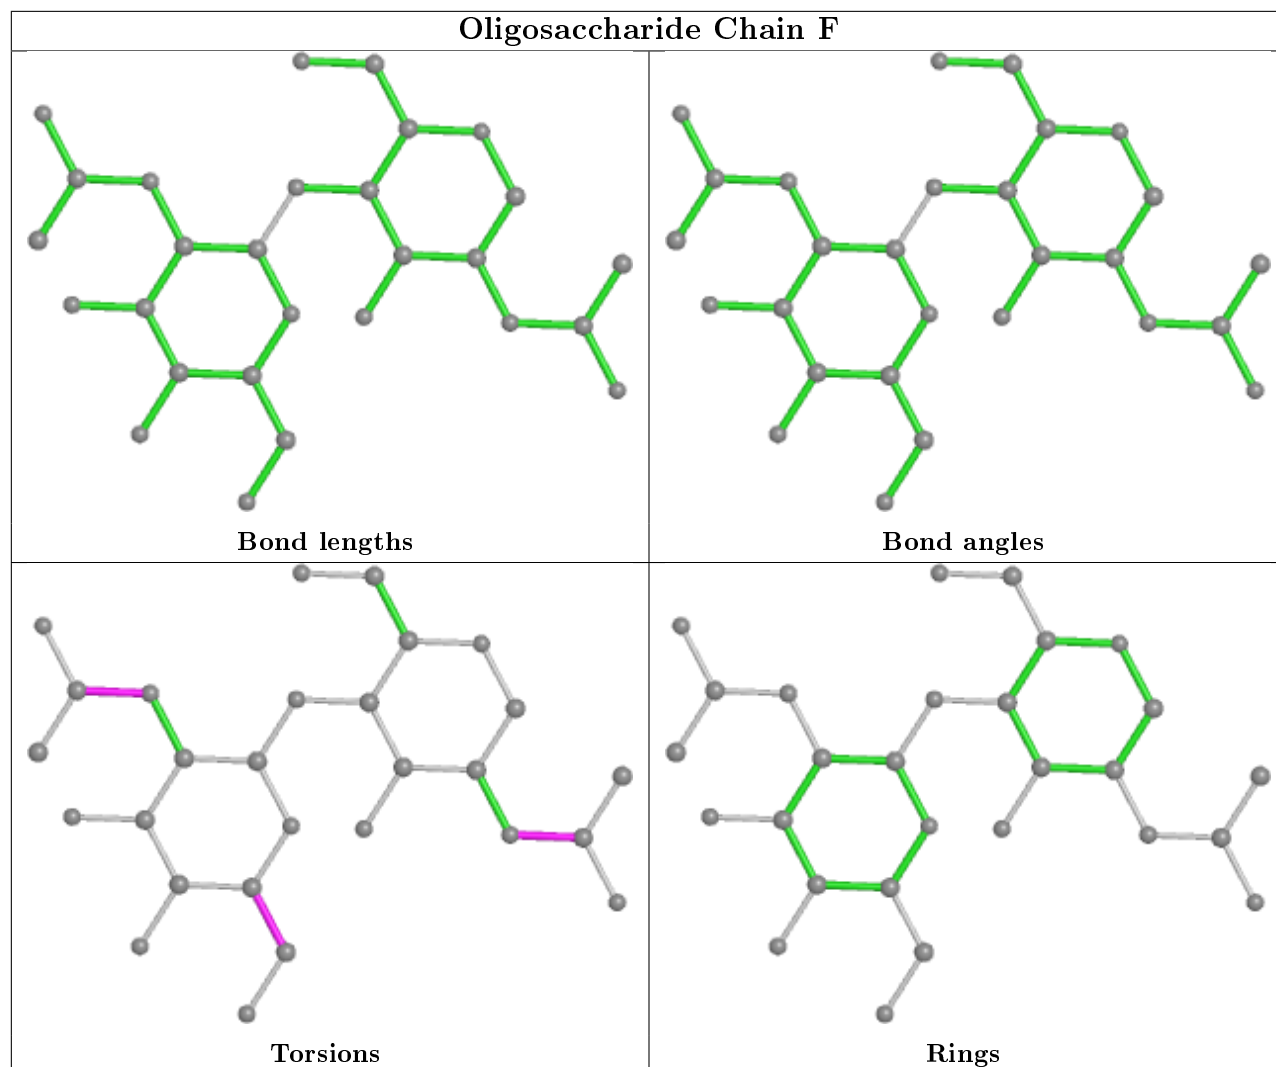 Oligosaccharide Chain F
Bond lengths
Bond angles
Torsions
Rings